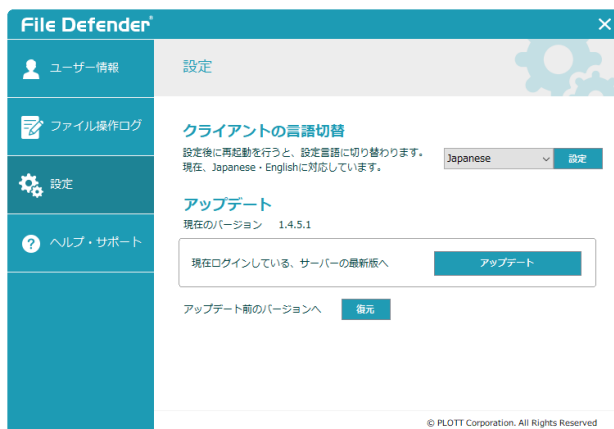 File Defender®
ユーザー情報
ファイル操作ログ
設定
ヘルプ・サポート
設定
クライアントの言語切替
設定後に再起動を行うと、設定言語に切り替わります。
現在、Japanese・Englishに対応しています。
Japanese
設定
アップデート
現在のバージョン 1.4.5.1
現在ログインしている、サーバーの最新版へ
アップデート
アップデート前のバージョンへ
復元
© PLOTT Corporation. All Rights Reserved